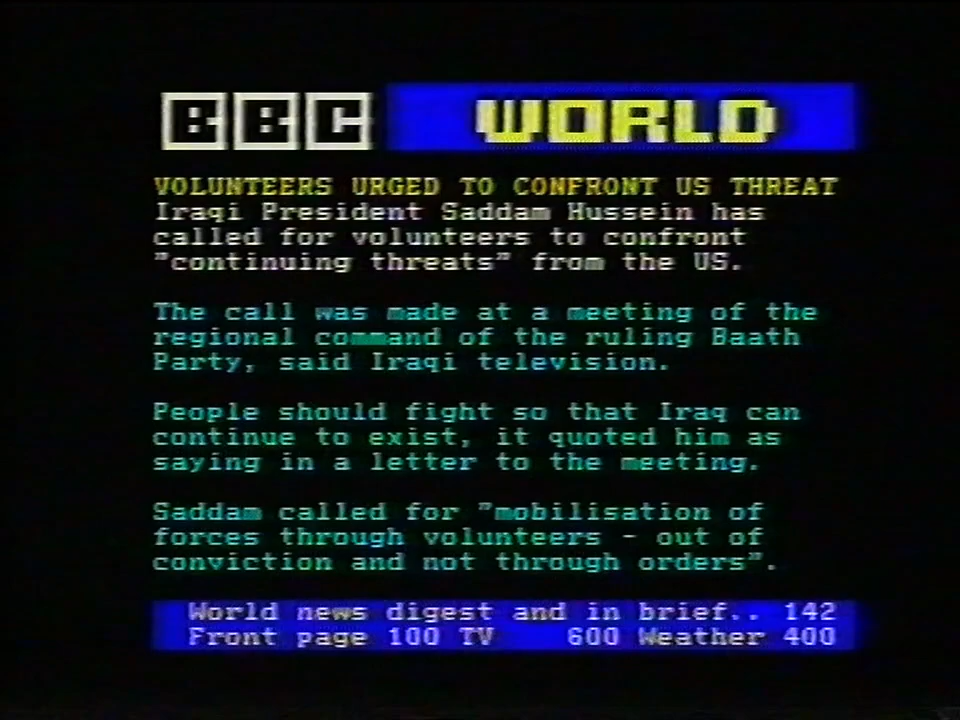 BBC WORLD
VOLUNTEERS URGED TO CONFRONT US THREAT
Iraqi President Saddam Hussein has
called for volunteers to confront
"continuing threats" from the US.
The call was made at a meeting of the
regional command of the ruling Baath
Party, said Iraqi television.
People should fight so that Iraq can
continue to exist, it quoted him as
saying in a letter to the meeting.
Saddam called for "mobilisation of
forces through volunteers - out of
conviction and not through orders".
World news digest and in brief.. 142
Front page 100 TV 600 Weather 400